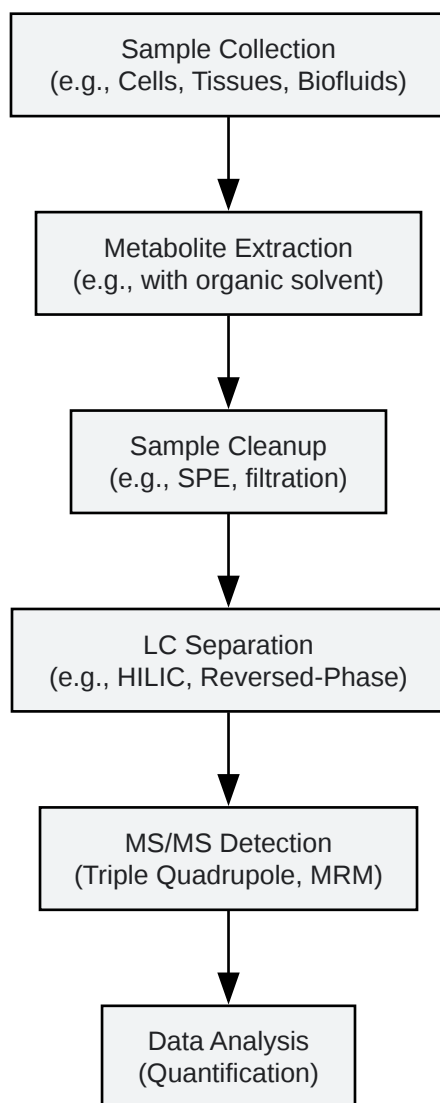 Sample Collection
(e.g., Cells, Tissues, Biofluids)
Metabolite Extraction
(e.g., with organic solvent)
Sample Cleanup
(e.g., SPE, filtration)
LC Separation
(e.g., HILIC, Reversed-Phase)
MS/MS Detection
(Triple Quadrupole, MRM)
Data Analysis
(Quantification)